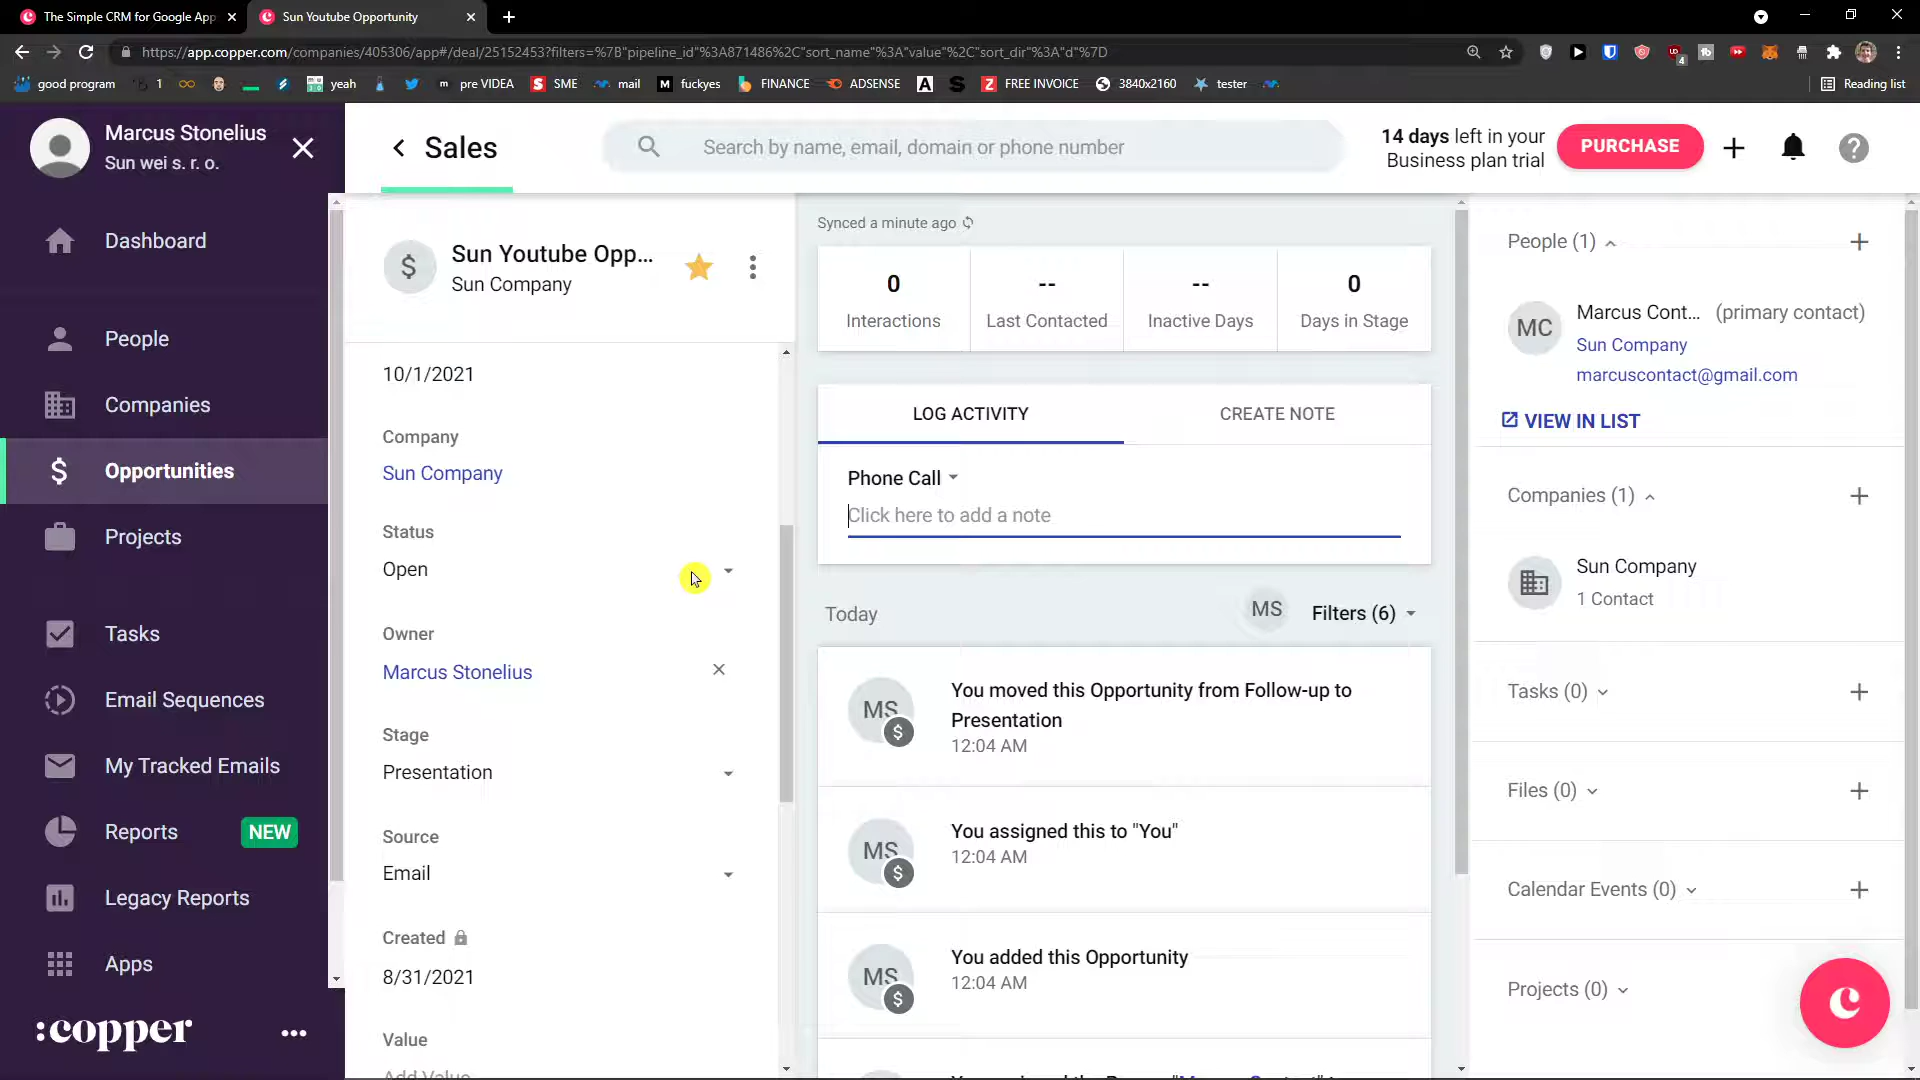 The Simple CRM for Google App
Sun Youtube Opportunity
https://app.copper.com/companies/405306/app#/deal/25152453?filters=%7B"pipeline_id"%3A871486%2C"sort_name"%3A"value"%2C"sort_dir"%3A"d"%7D
good program
1
yeah
pre VIDEA
SME
mail
fuckyes
FINANCE
ADSENSE
FREE INVOICE
3840x2160
tester
Reading list
Marcus Stonelius
Sun wei s. r. o.
Dashboard
People
Companies
Opportunities
Projects
Tasks
Email Sequences
My Tracked Emails
Reports NEW
Legacy Reports
Apps
:copper
Sales
Search by name, email, domain or phone number
14 days left in your
Business plan trial
PURCHASE
Sun Youtube Opp...
Sun Company
10/1/2021
Company
Sun Company
Status
Open
Owner
Marcus Stonelius
Stage
Presentation
Source
Email
Created
8/31/2021
Value
Add Value
Synced a minute ago
0
Interactions
--
Last Contacted
--
Inactive Days
0
Days in Stage
LOG ACTIVITY
CREATE NOTE
Phone Call
Click here to add a note
Today
MS
Filters (6)
MS
You moved this Opportunity from Follow-up to
Presentation
12:04 AM
MS
You assigned this to "You"
12:04 AM
MS
You added this Opportunity
12:04 AM
People (1)
MC
Marcus Cont... (primary contact)
Sun Company
marcuscontact@gmail.com
VIEW IN LIST
Companies (1)
Sun Company
1 Contact
Tasks (0)
Files (0)
Calendar Events (0)
Projects (0)